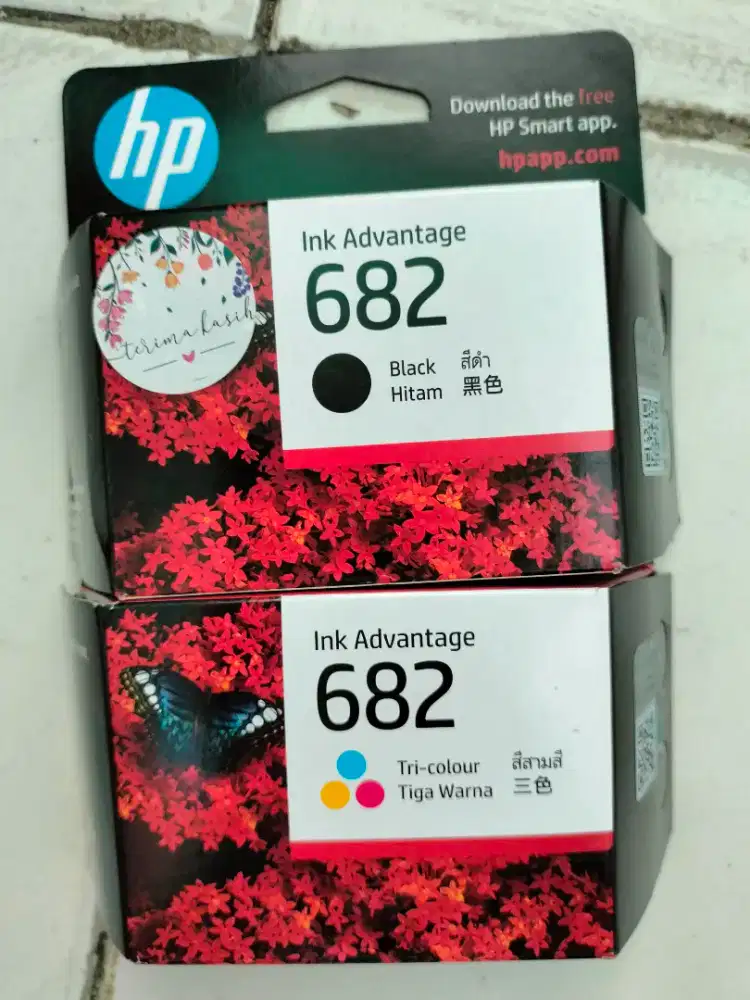 hp
Download the free
HP Smart app.
hpapp.com
Ink Advantage
682
terima kasih
Black สีดำ
Hitam 黑色
Ink Advantage
682
Tri-colour สีสามสี
Tiga Warna 三色